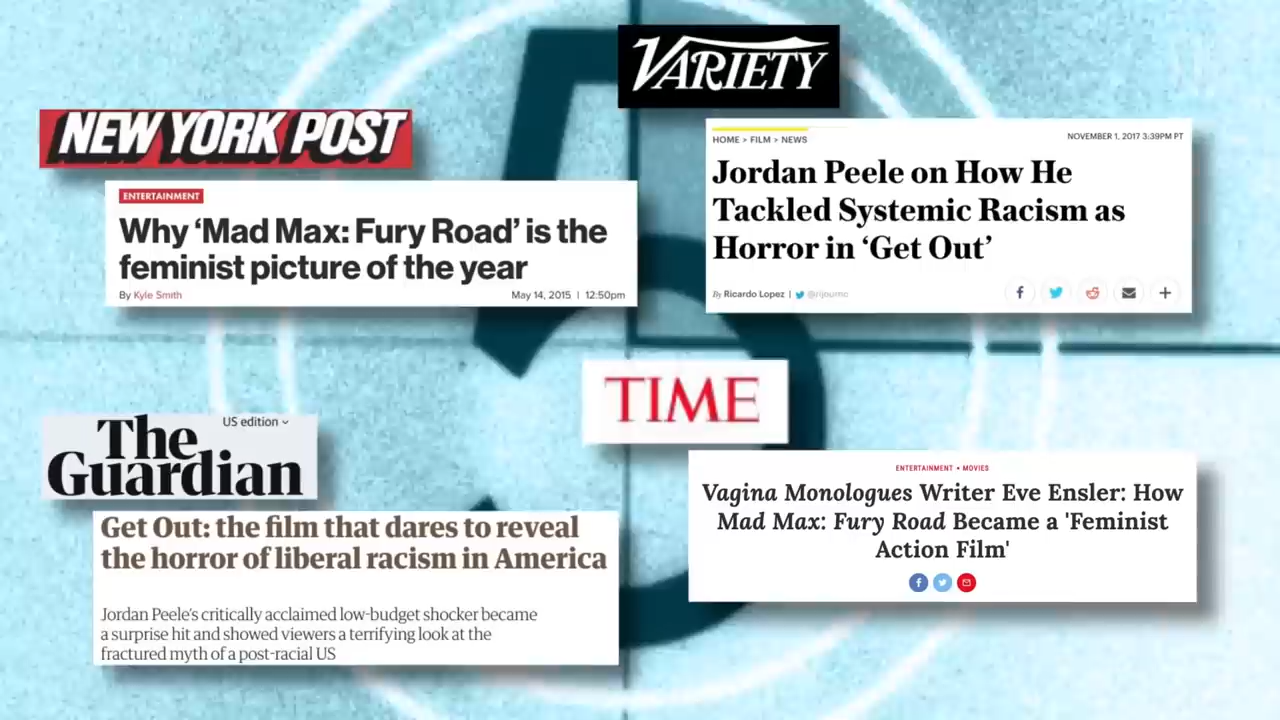 VARIETY
HOME > FILM > NEWS
NOVEMBER 1, 2017 3:39PM PT
Jordan Peele on How He
Tackled Systemic Racism as
Horror in ‘Get Out’
By Ricardo Lopez | @rijourno
NEW YORK POST
ENTERTAINMENT
Why ‘Mad Max: Fury Road’ is the
feminist picture of the year
By Kyle Smith
May 14, 2015 | 12:50pm
TIME
ENTERTAINMENT • MOVIES
Vagina Monologues Writer Eve Ensler: How
Mad Max: Fury Road Became a 'Feminist
Action Film'
The
Guardian
US edition
Get Out: the film that dares to reveal
the horror of liberal racism in America
Jordan Peele’s critically acclaimed low-budget shocker became
a surprise hit and showed viewers a terrifying look at the
fractured myth of a post-racial US
5